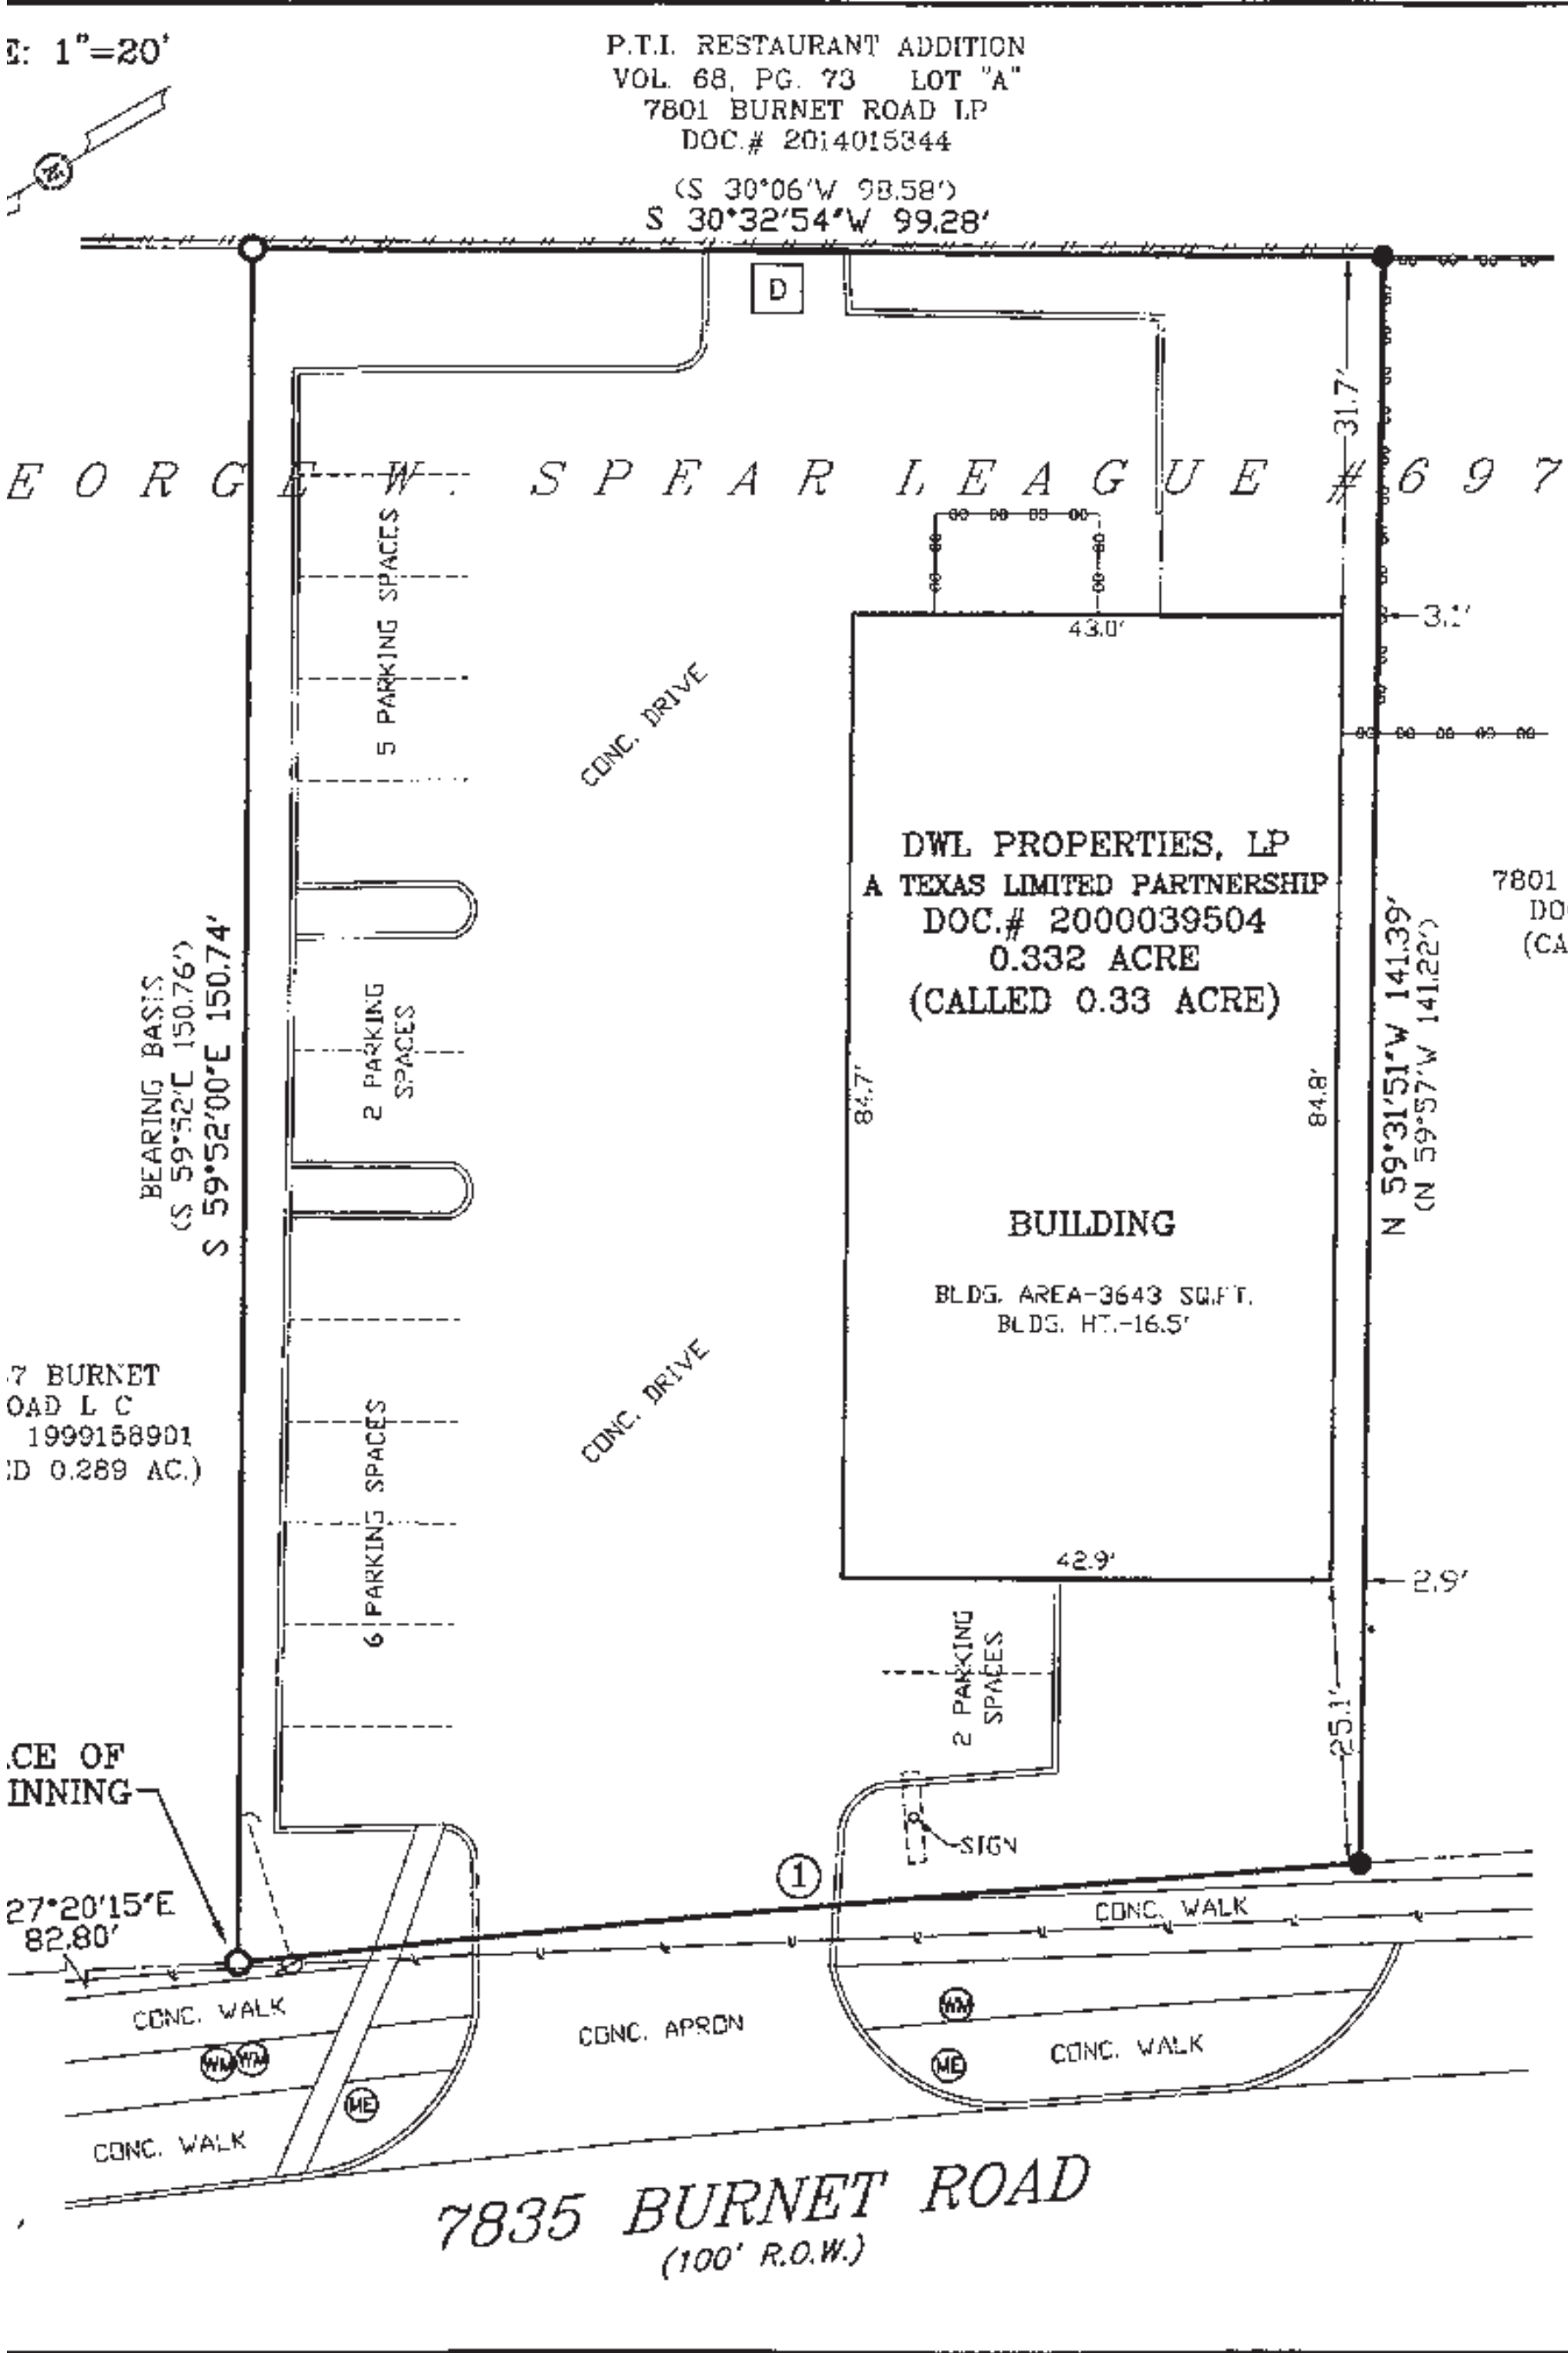 E: 1"=20'
P.T.I. RESTAURANT ADDITION
VOL. 68, PG. 73 LOT "A"
7801 BURNET ROAD LP
DOC.# 2014015344
(S 30°06'W 98.58')
S 30°32'54"W 99.28'
D
31.7'
EORGE W. SPEAR LEAGUE #697
5 PARKING SPACES
43.0'
3.1'
CONC. DRIVE
DWL PROPERTIES, LP
A TEXAS LIMITED PARTNERSHIP
DOC.# 2000039504
0.332 ACRE
(CALLED 0.33 ACRE)
7801
DO
(CA
BEARING BASIS
(S 59°52'E 150.76')
S 59°52'00"E 150.74'
2 PARKING
SPACES
84.7'
84.8'
N 59°31'51"W 141.39'
(N 59°57'W 141.22')
BUILDING
BLDG. AREA-3643 SQ.FT.
BLDG. HT.-16.5'
7 BURNET
OAD L C
1999158901
D 0.289 AC.)
CONC. DRIVE
6 PARKING SPACES
42.9'
2.9'
2 PARKING
SPACES
25.1'
CE OF
INNING
SIGN
1
27°20'15"E
82.80'
CONC. WALK
CONC. WALK
WM
WM WM
CONC. APRON
ME
CONC. WALK
ME
CONC. WALK
7835 BURNET ROAD
(100' R.O.W.)